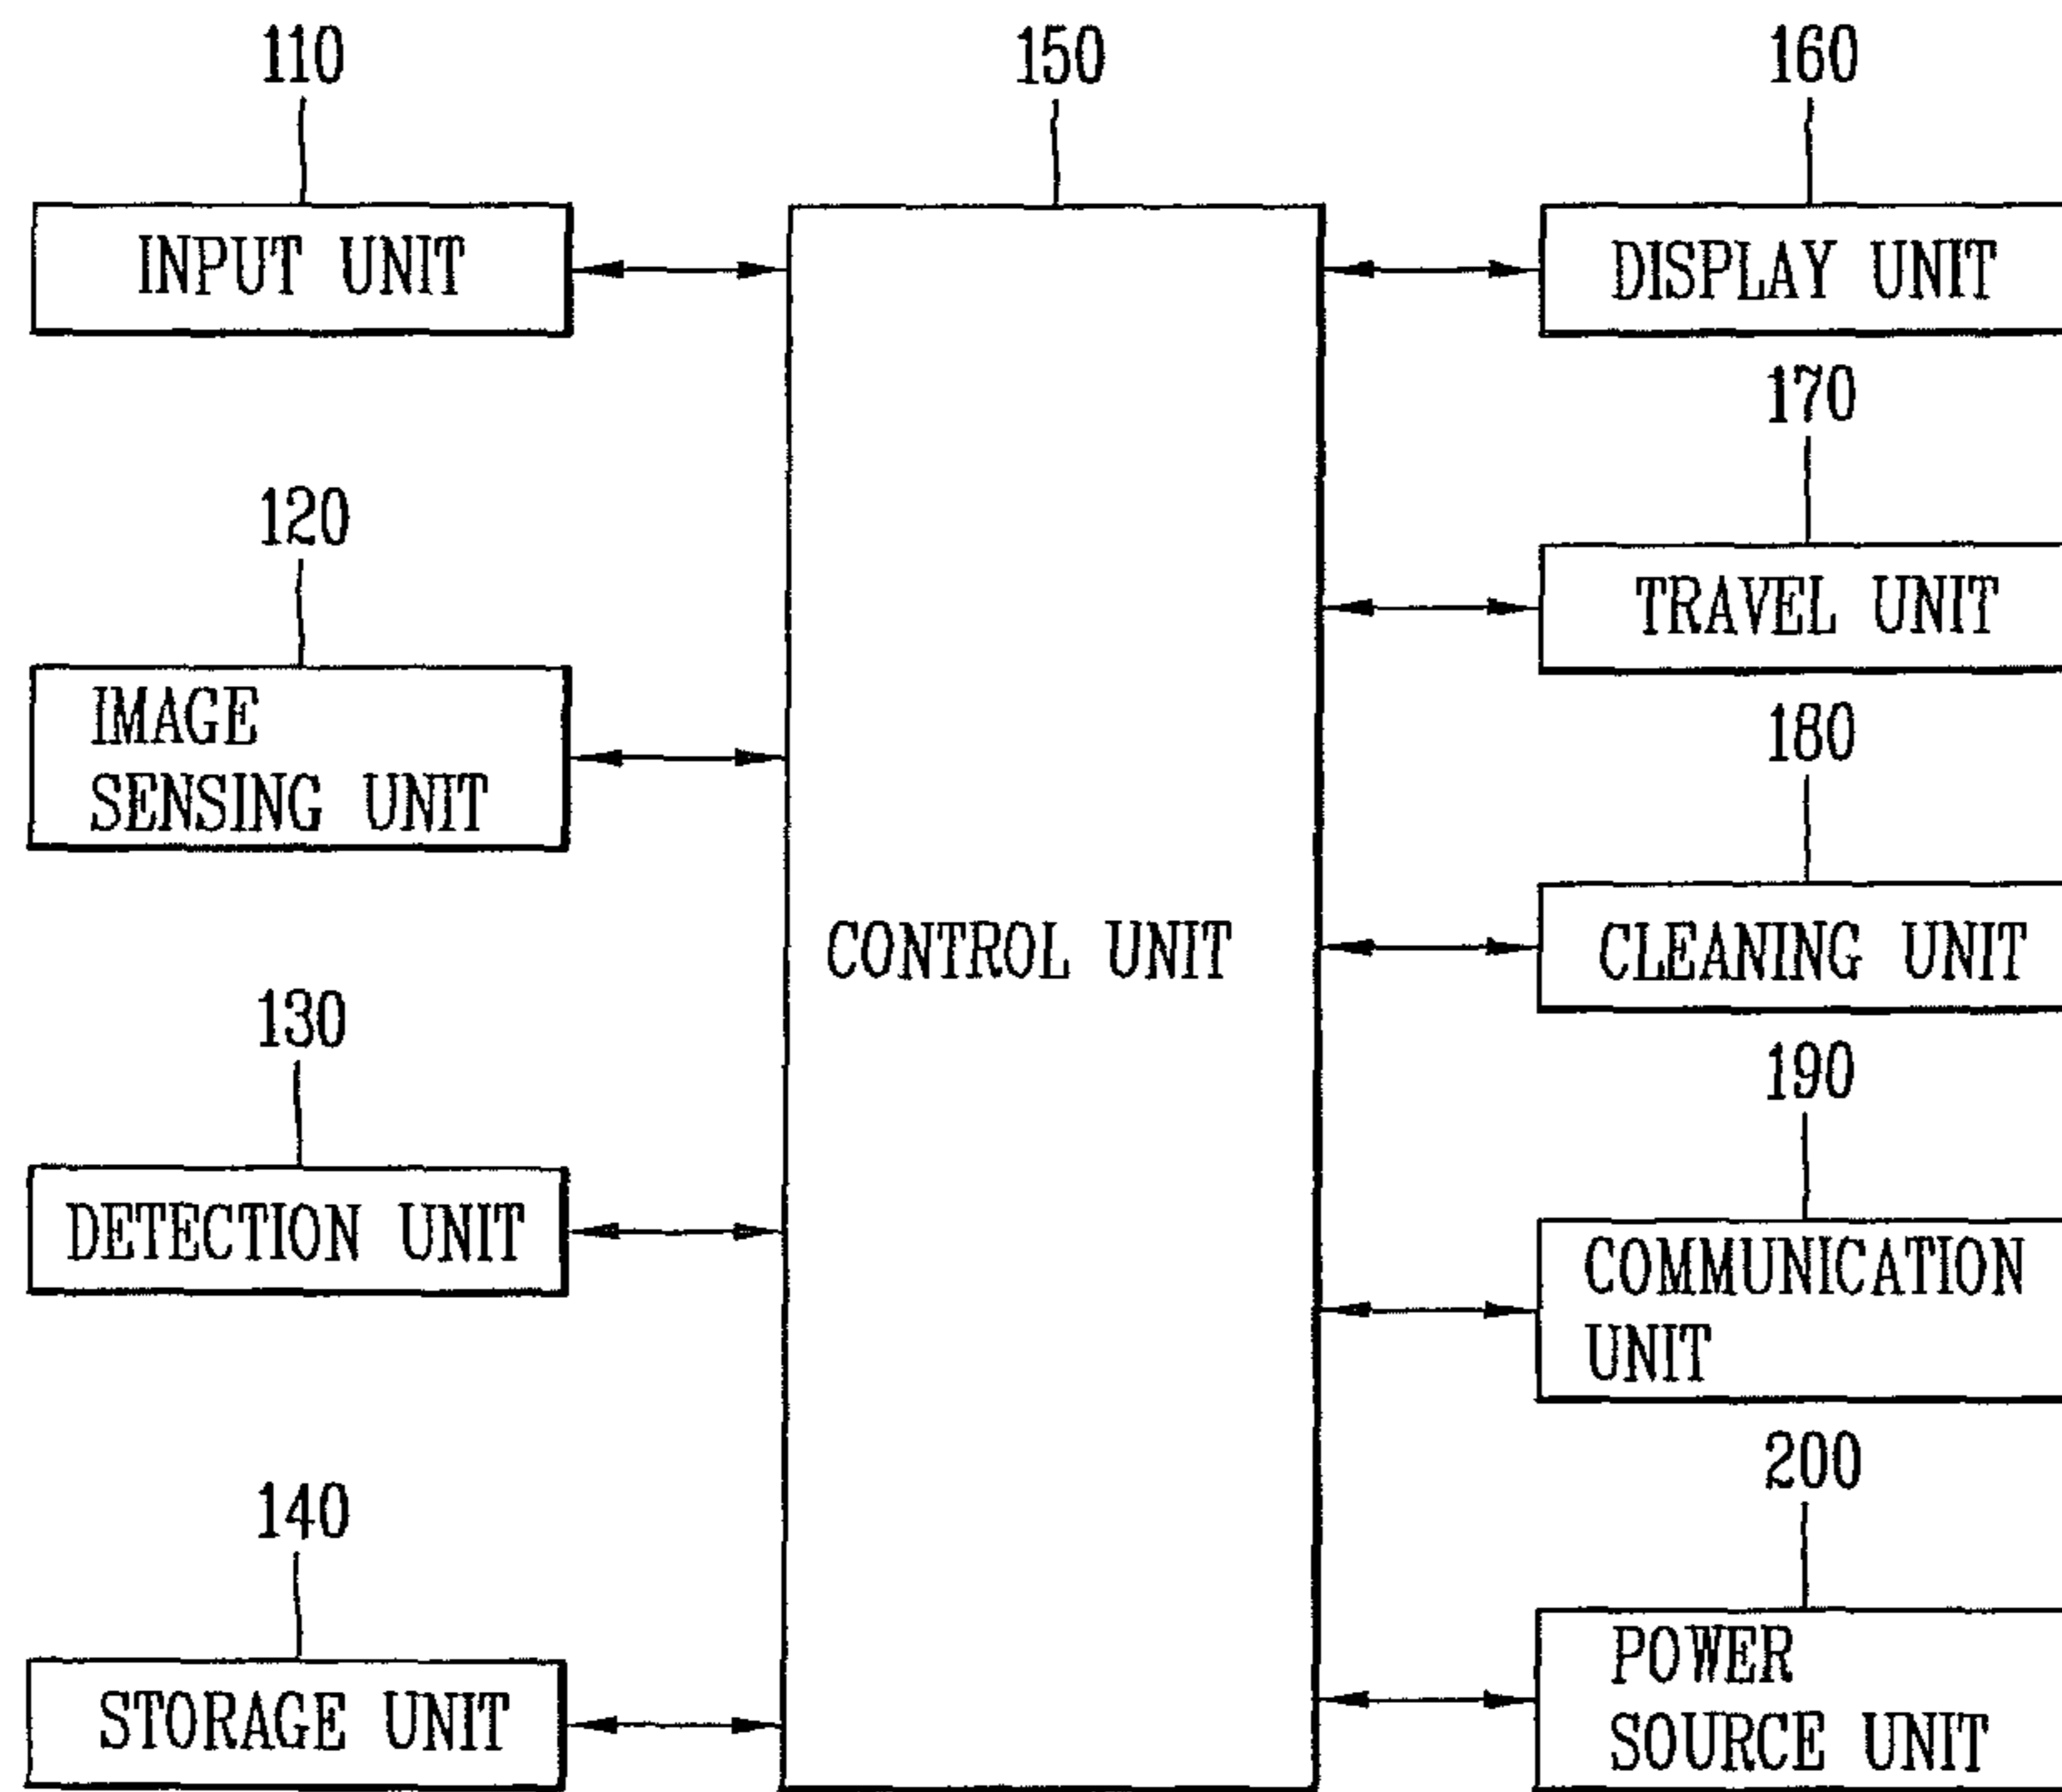 110
INPUT UNIT
120
IMAGE
SENSING UNIT
130
DETECTION UNIT
140
STORAGE UNIT
150
CONTROL UNIT
160
DISPLAY UNIT
170
TRAVEL UNIT
180
CLEANING UNIT
190
COMMUNICATION
UNIT
200
POWER
SOURCE UNIT